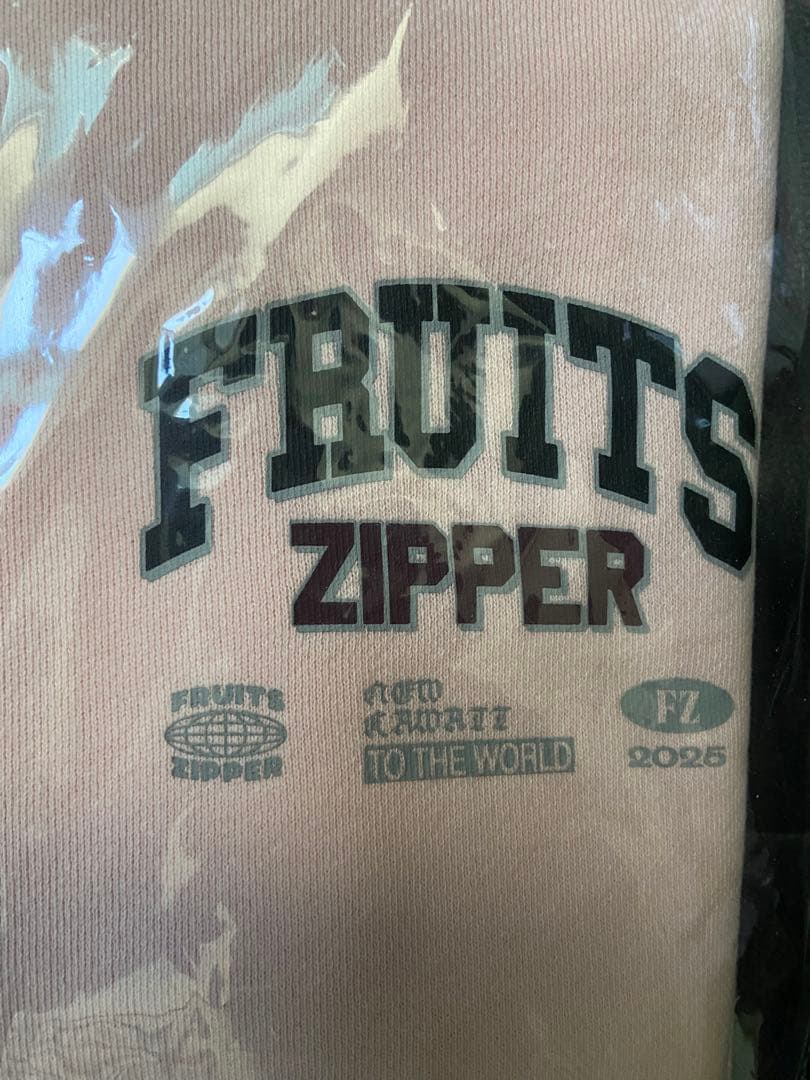 FRUITS
ZIPPER
FRUITS
ZIPPER
NEW
KAWAII
TO THE WORLD
FZ
2025